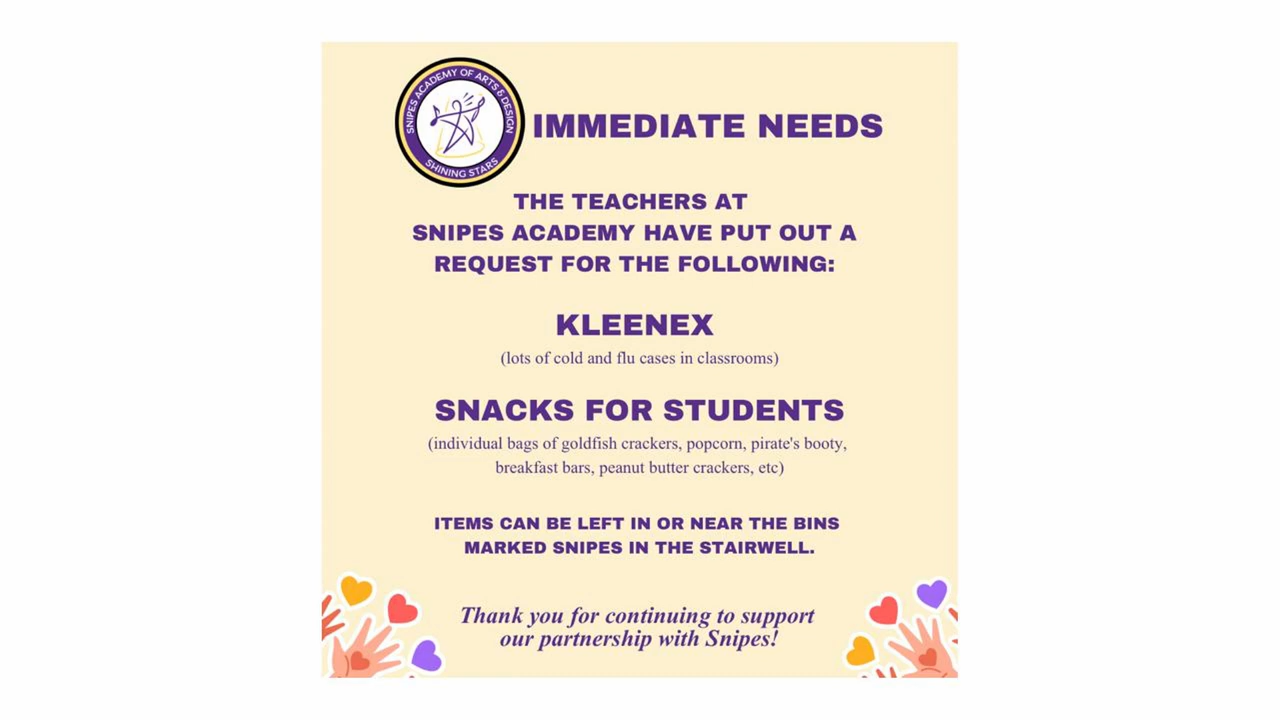 SNIPES ACADEMY OF ARTS & DESIGN
SHINING STARS
IMMEDIATE NEEDS
THE TEACHERS AT
SNIPES ACADEMY HAVE PUT OUT A
REQUEST FOR THE FOLLOWING:
KLEENEX
(lots of cold and flu cases in classrooms)
SNACKS FOR STUDENTS
(individual bags of goldfish crackers, popcorn, pirate's booty,
breakfast bars, peanut butter crackers, etc)
ITEMS CAN BE LEFT IN OR NEAR THE BINS
MARKED SNIPES IN THE STAIRWELL.
Thank you for continuing to support
our partnership with Snipes!